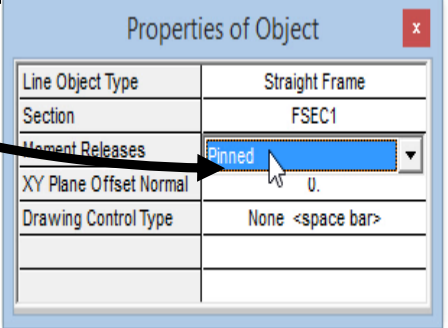 Properties of Object
x
Line Object Type Straight Frame
Section FSEC1
Moment Releases Pinned
XY Plane Offset Normal 0.
Drawing Control Type None <space bar>